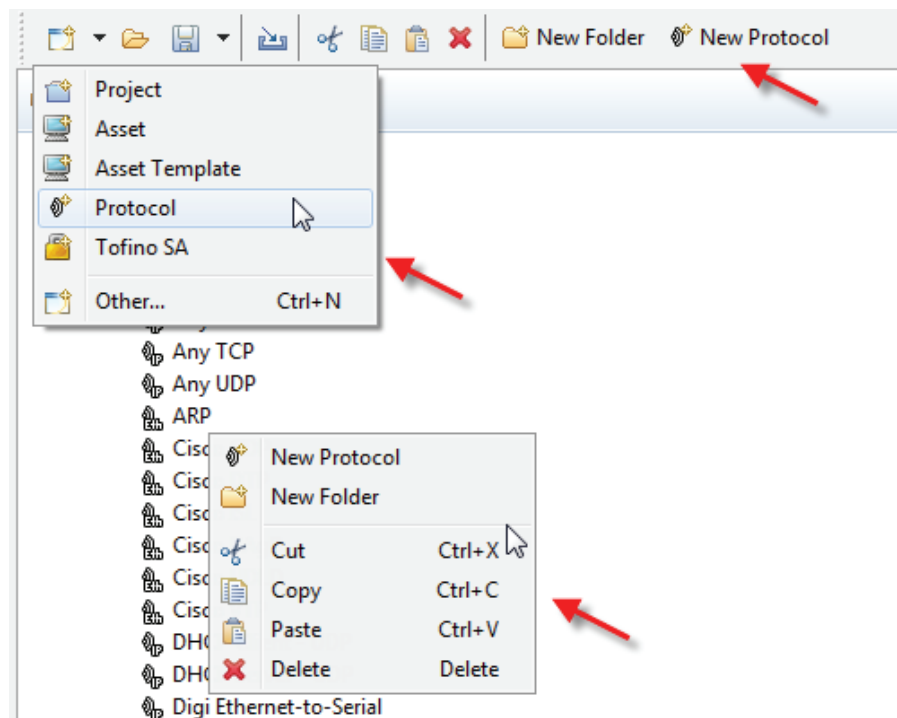 New Folder New Protocol
Project
Asset
Asset Template
Protocol
Tofino SA
Other... Ctrl+N
Any TCP
Any UDP
ARP
New Protocol
New Folder
Cut Ctrl+X
Copy Ctrl+C
Paste Ctrl+V
Delete Delete
Digi Ethernet-to-Serial